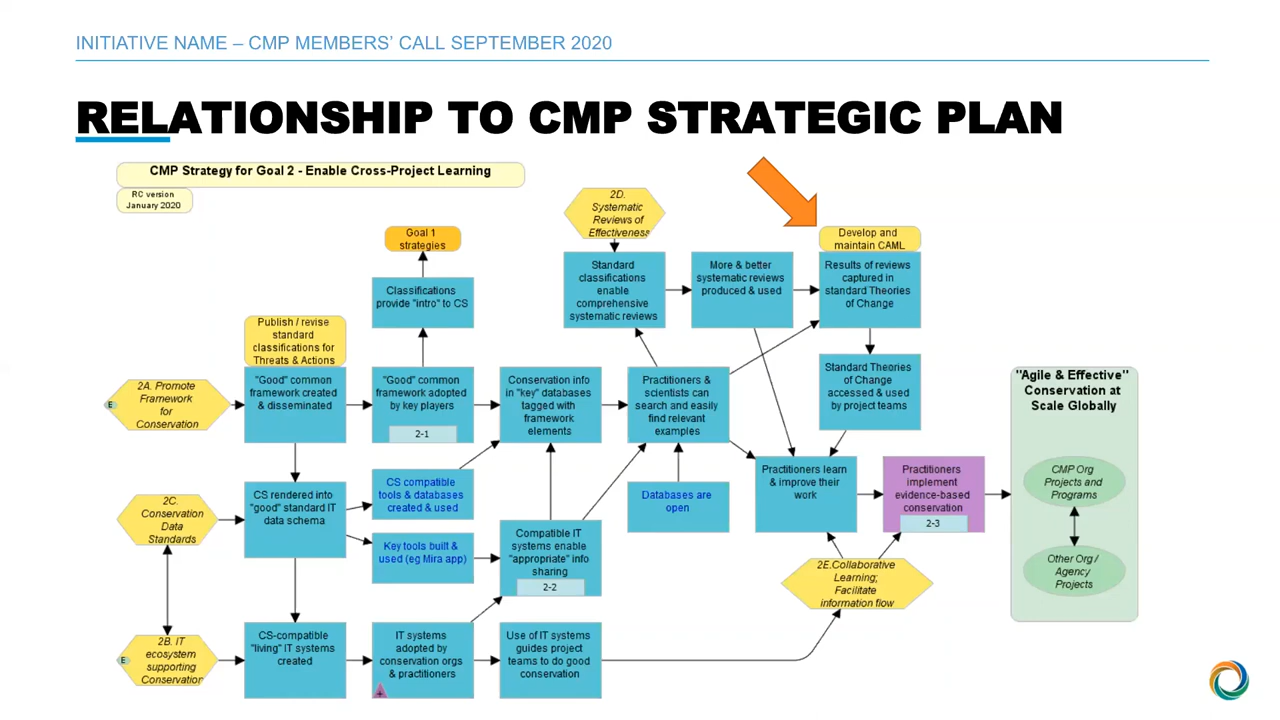 INITIATIVE NAME – CMP MEMBERS' CALL SEPTEMBER 2020
RELATIONSHIP TO CMP STRATEGIC PLAN
CMP Strategy for Goal 2 - Enable Cross-Project Learning
RC version
January 2020
2D.
Systematic
Reviews of
Effectiveness
Goal 1
strategies
Develop and
maintain CAML
Classifications
provide "intro" to CS
Standard
classifications
enable
comprehensive
systematic reviews
More & better
systematic reviews
produced & used
Results of reviews
captured in
standard Theories
of Change
Publish / revise
standard
classifications for
Threats & Actions
2A. Promote
Framework
for
Conservation
E
"Good" common
framework created
& disseminated
"Good" common
framework adopted
by key players
2-1
Conservation info
in "key" databases
tagged with
framework
elements
Practitioners &
scientists can
search and easily
find relevant
examples
Standard Theories
of Change
accessed & used
by project teams
"Agile & Effective"
Conservation at
Scale Globally
2C.
Conservation
Data
Standards
CS rendered into
"good" standard IT
data schema
CS compatible
tools & databases
created & used
Key tools built &
used (eg Mira app)
Compatible IT
systems enable
"appropriate" info
sharing
2-2
Databases are
open
Practitioners learn
& improve their
work
Practitioners
implement
evidence-based
conservation
2-3
CMP Org
Projects and
Programs
Other Org /
Agency
Projects
2E.Collaborative
Learning;
Facilitate
information flow
2B. IT
ecosystem
supporting
Conservation
E
CS-compatible
"living" IT systems
created
IT systems
adopted by
conservation orgs
& practitioners
+
Use of IT systems
guides project
teams to do good
conservation